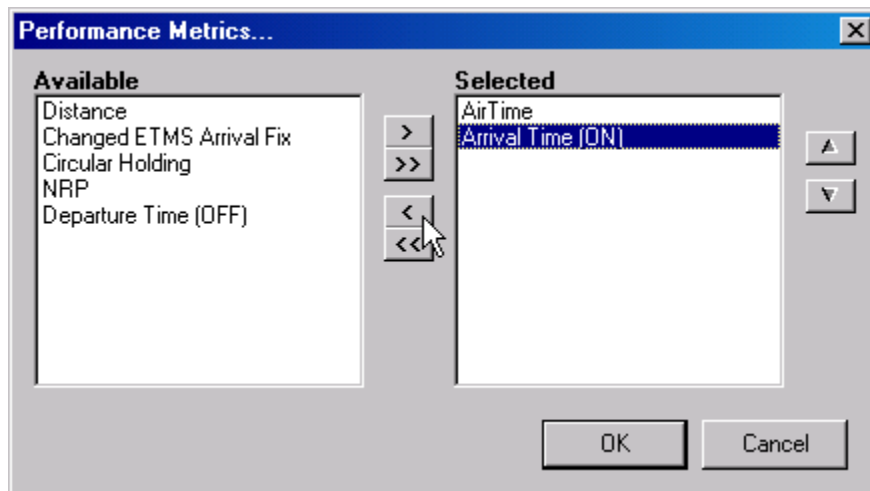 Performance Metrics...
Available
Distance
Changed ETMS Arrival Fix
Circular Holding
NRP
Departure Time (OFF)
>
>>
<
<<
Selected
AirTime
Arrival Time (ON)
OK
Cancel